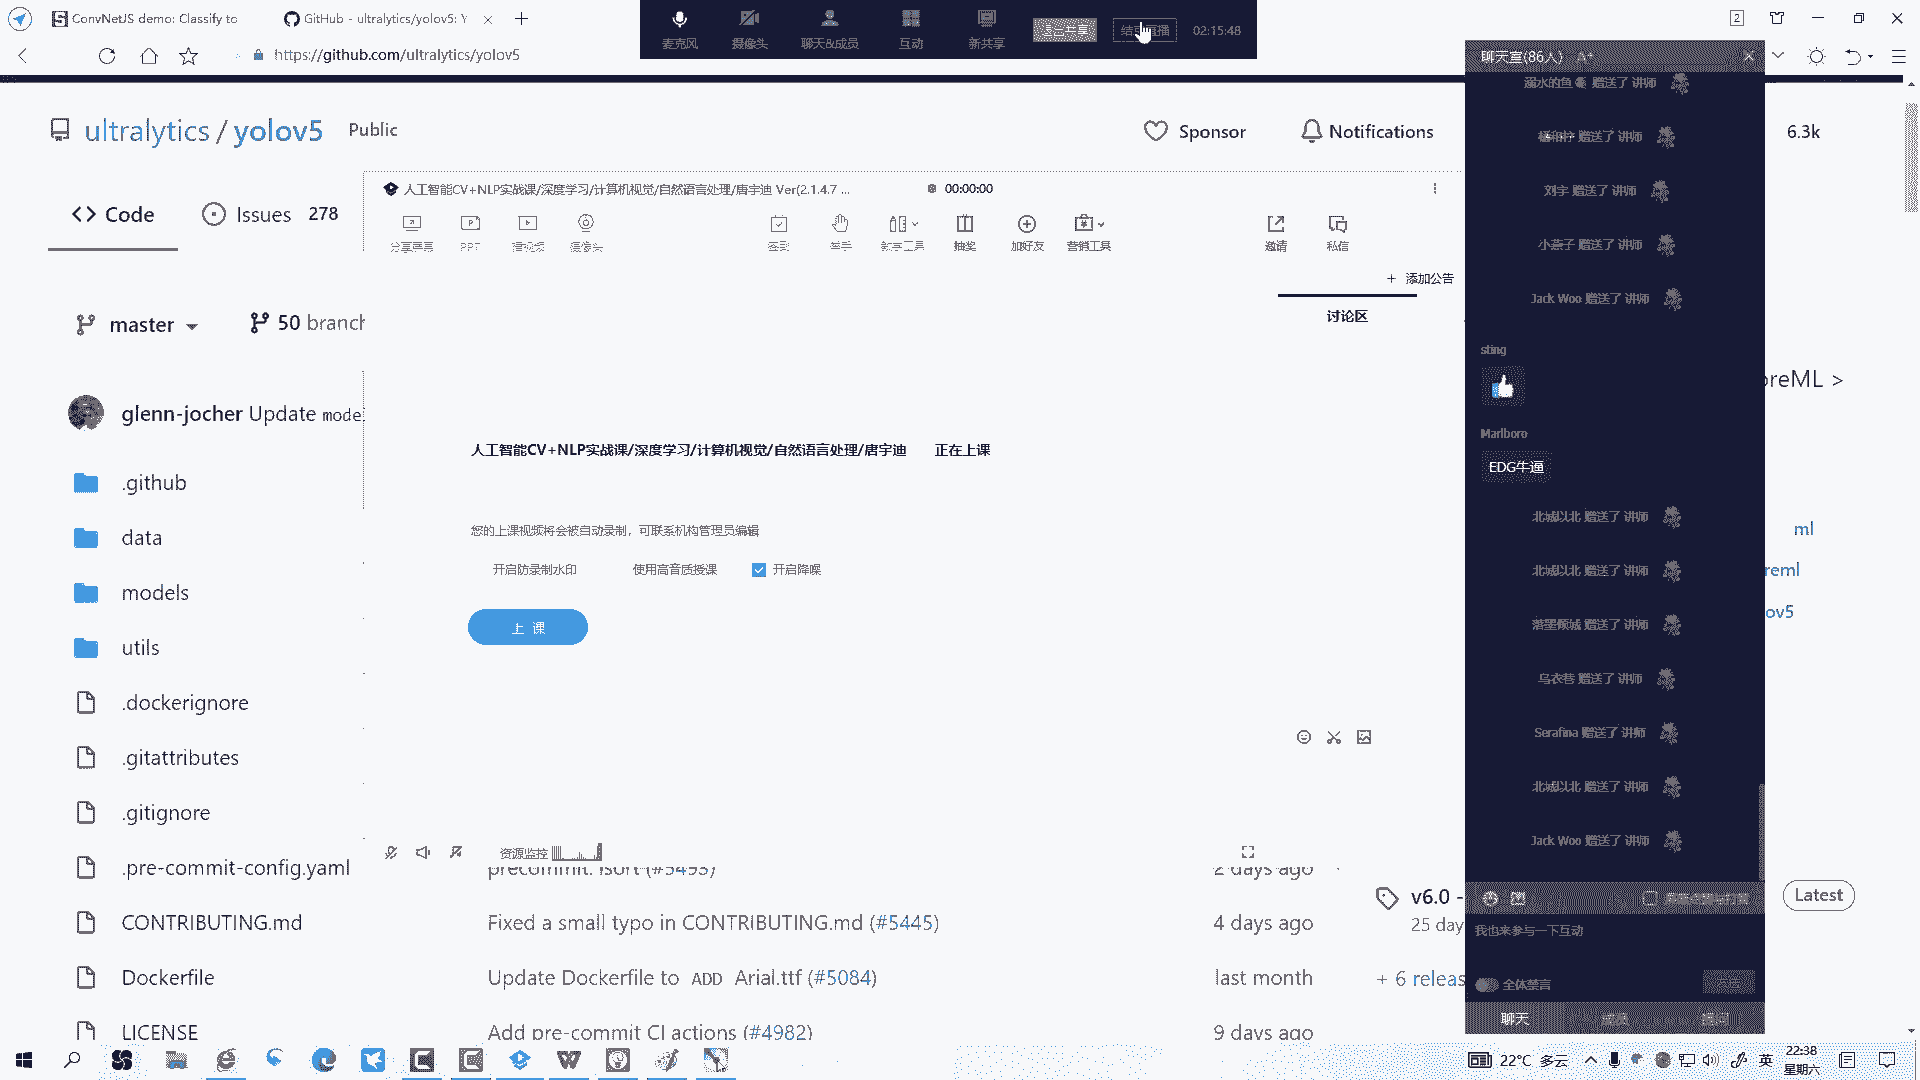 ConvNetJS demo: Classify to
GitHub - ultralytics/yolov5: Y
https://github.com/ultralytics/yolov5
麦克风
摄像头
聊天&成员
互动
新共享
退出共享
02:15:48
2
ultralytics / yolov5
Public
Sponsor
Notifications
6.3k
Code
Issues 278
master
50 branch
glenn-jocher Update mode
.github
data
models
utils
.dockerignore
.gitattributes
.gitignore
.pre-commit-config.yaml
CONTRIBUTING.md
Fixed a small typo in CONTRIBUTING.md (#5445)
4 days ago
Dockerfile
Update Dockerfile to ADD Arial.ttf (#5084)
last month
LICENSE
Add pre-commit CI actions (#4982)
9 days ago
precommit: isort (#5493)
2 days ago
人工智能CV+NLP实战课/深度学习/计算机视觉/自然语言处理/唐宇迪 Ver(2.1.4.7 ...
00:00:00
分享屏幕
PPT
播视频
摄像头
签到
举手
教学工具
抽奖
加好友
营销工具
邀请
私信
+ 添加公告
讨论区
人工智能CV+NLP实战课/深度学习/计算机视觉/自然语言处理/唐宇迪 正在上课
您的上课视频将会被自动录制，可联系机构管理员编辑
开启防录制水印
使用高音质授课
开启降噪
上 课
资源监控
oreML >
ml
reml
ov5
v6.0 -
Latest
25 day
+ 6 releas
聊天室(86人)
A+
溺水的鱼 赠送了 讲师
赠送了 讲师
刘宇 赠送了 讲师
小燕子 赠送了 讲师
Jack Woo 赠送了 讲师
sting
Marlboro
EDG牛逼
北城以北 赠送了 讲师
北城以北 赠送了 讲师
落墨倾城 赠送了 讲师
乌衣巷 赠送了 讲师
Serafina 赠送了 讲师
北城以北 赠送了 讲师
Jack Woo 赠送了 讲师
我也来参与一下互动
全体禁言
聊天
成员
提问
22°C 多云
英
22:38
星期六